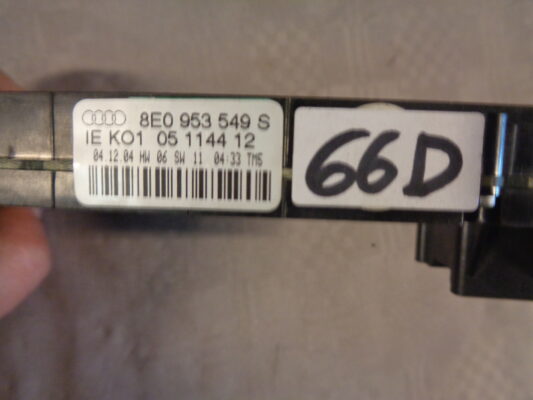 8E0 953 549 S
IE KO1 05 1144 12
04.12.04 HW 06 SW 11 04:33 TMS
66D